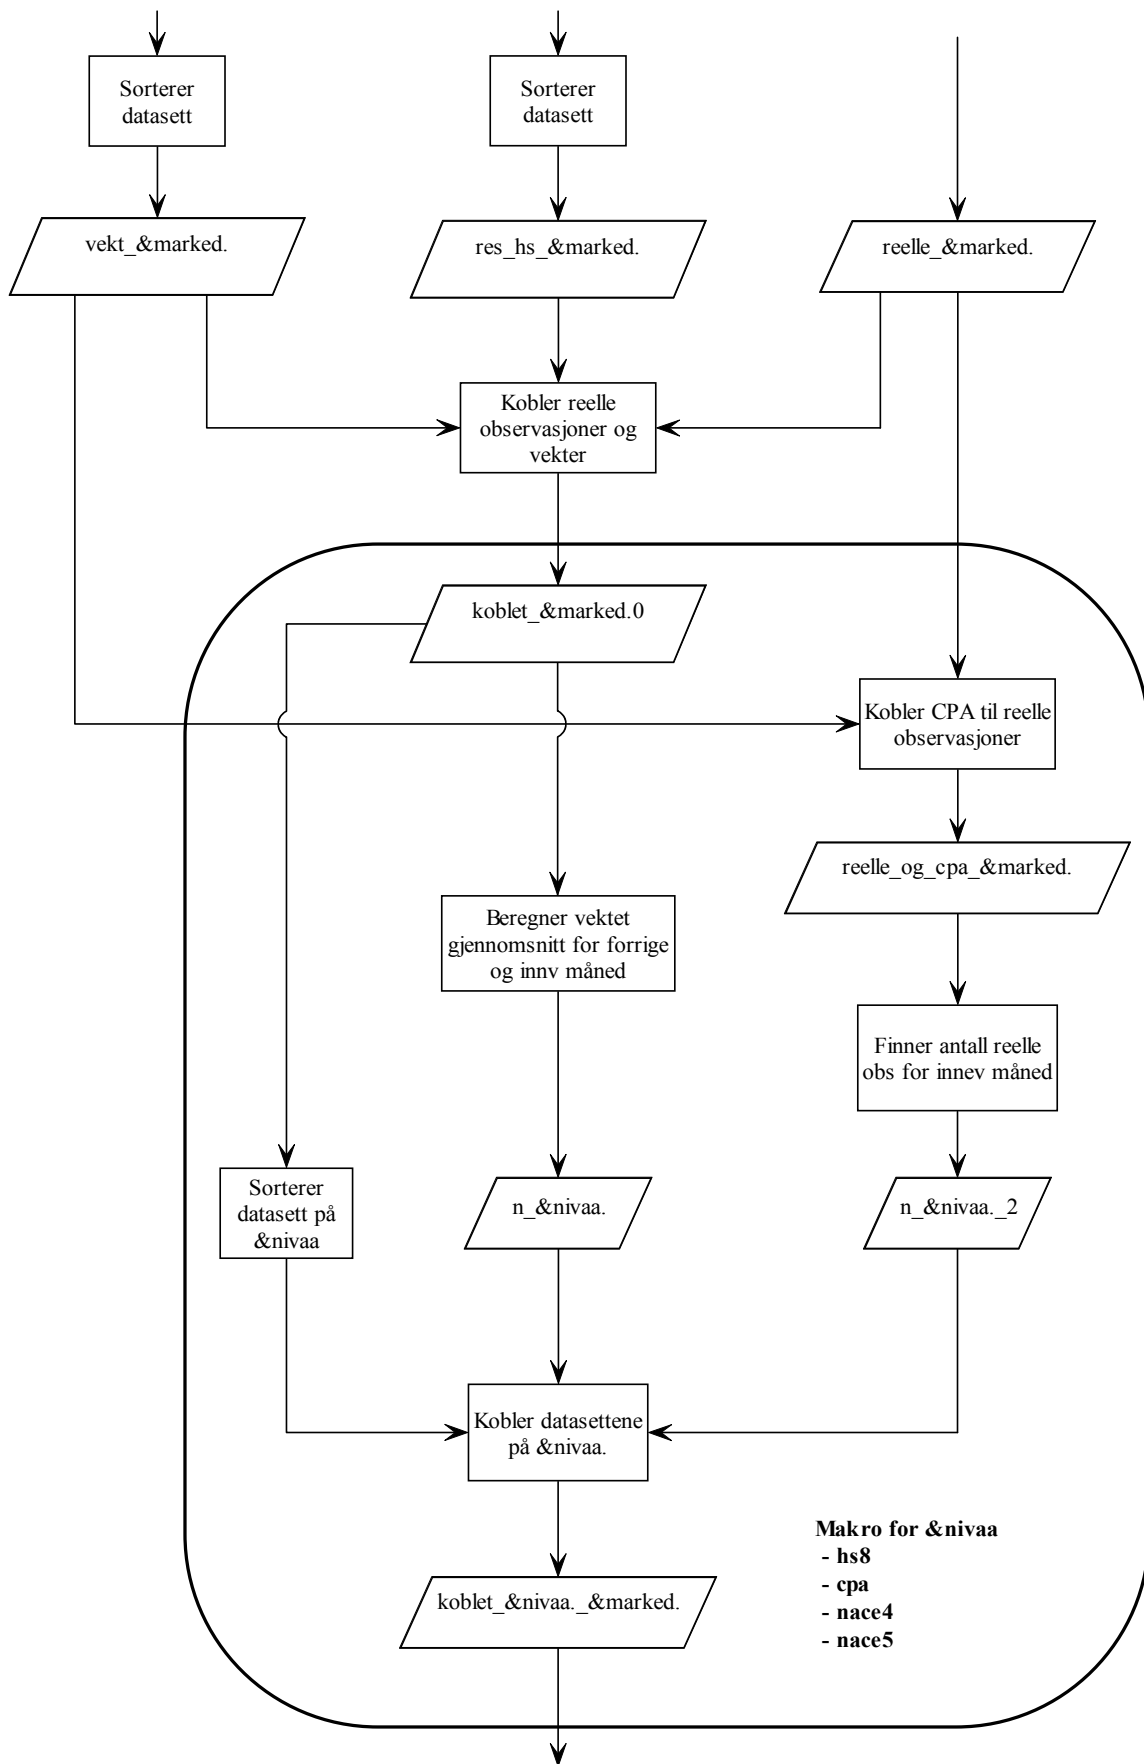 Sorterer
datasett
Sorterer
datasett
vekt_&marked.
res_hs_&marked.
reelle_&marked.
Kobler reelle
observasjoner og
vekter
koblet_&marked.0
Kobler CPA til reelle
observasjoner
reelle_og_cpa_&marked.
Beregner vektet
gjennomsnitt for forrige
og innv måned
Finner antall reelle
obs for innev måned
Sorterer
datasett på
&nivaa
n_&nivaa.
n_&nivaa._2
Kobler datasettene
på &nivaa.
koblet_&nivaa._&marked.
Makro for &nivaa
- hs8
- cpa
- nace4
- nace5